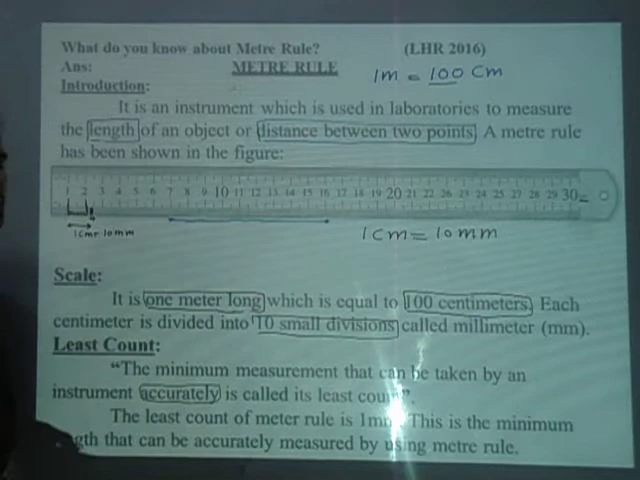 What do you know about Metre Rule? (LHR 2016)
Ans: METRE RULE
1m = 100 Cm
Introduction:
It is an instrument which is used in laboratories to measure
the length of an object or distance between two points. A metre rule
has been shown in the figure:
1 2 3 4 5 6 7 8 9 10 11 12 13 14 15 16 17 18 19 20 21 22 23 24 25 26 27 28 29 30
1cm= 10mm
1cm = 10mm
Scale:
It is one meter long which is equal to 100 centimeters. Each
centimeter is divided into 10 small divisions called millimeter (mm).
Least Count:
“The minimum measurement that can be taken by an
instrument accurately is called its least count”.
The least count of meter rule is 1mm. This is the minimum
that can be accurately measured by using metre rule.